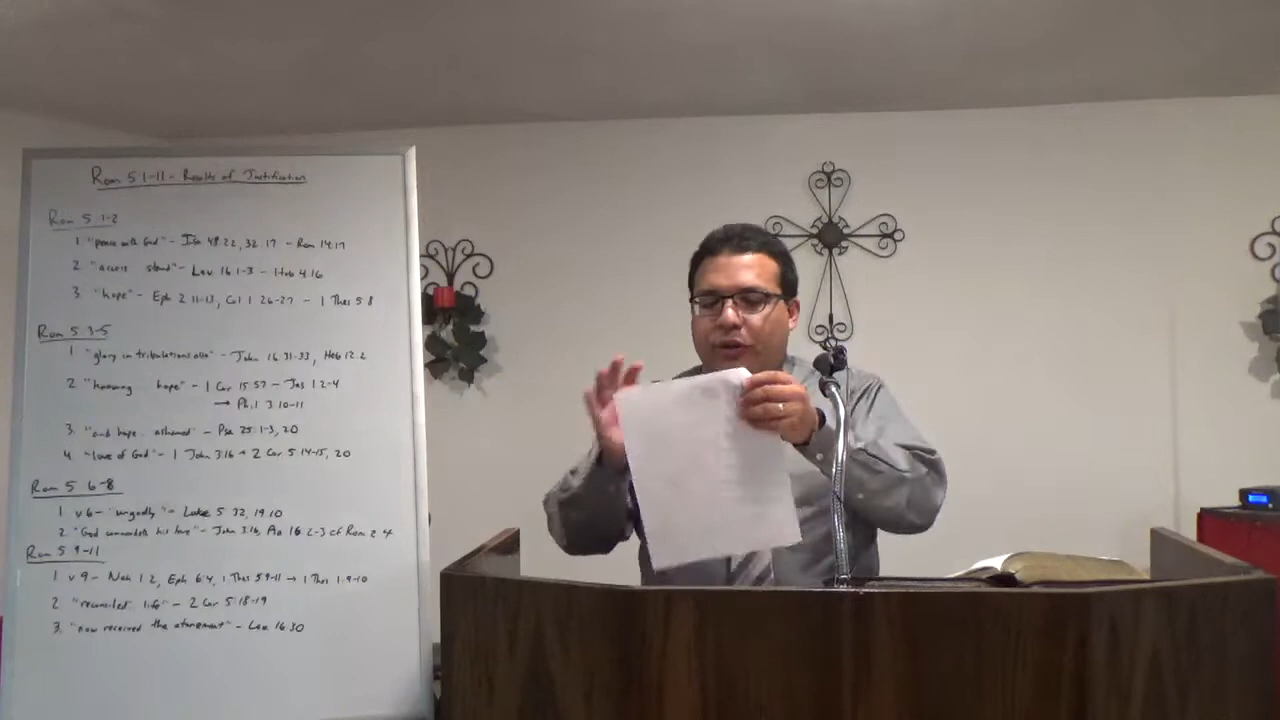 Rom 5 1-11 - Results of Justification
Rom 5 1-2
1 "peace with God" - Isa 48:22, 32:17 - Rom 14:17
2 "access stand" - Lev 16 1-3 - Heb 4:16
3 "hope" - Eph 2 11-13, Col 1 26-27 - 1 Thes 5 8
Rom 5 3-5
1 "glory in tribulations also" - John 16 31-33, Heb 12:2
2 "knowing hope" - 1 Cor 15 57 - Jas 1 2-4
→ Phil 3 10-11
3. "and hope ashamed" - Psa 25:1-3, 20
4. "love of God" - 1 John 3:16 → 2 Cor 5 14-15, 20
Rom 5 6-8
1 v6 - "ungodly" - Luke 5 32, 19 10
2 "God commendeth his love" - John 3:16, 16 2-3 cf Rom 2 4
Rom 5 9-11
1 v 9 - Nah 1 2, Eph 5:6, 1 Thes 5:9-11 → 1 Thes 1:9-10
2 "reconciled life" - 2 Cor 5:18-19
3. "now received the atonement" - Lev 16 30